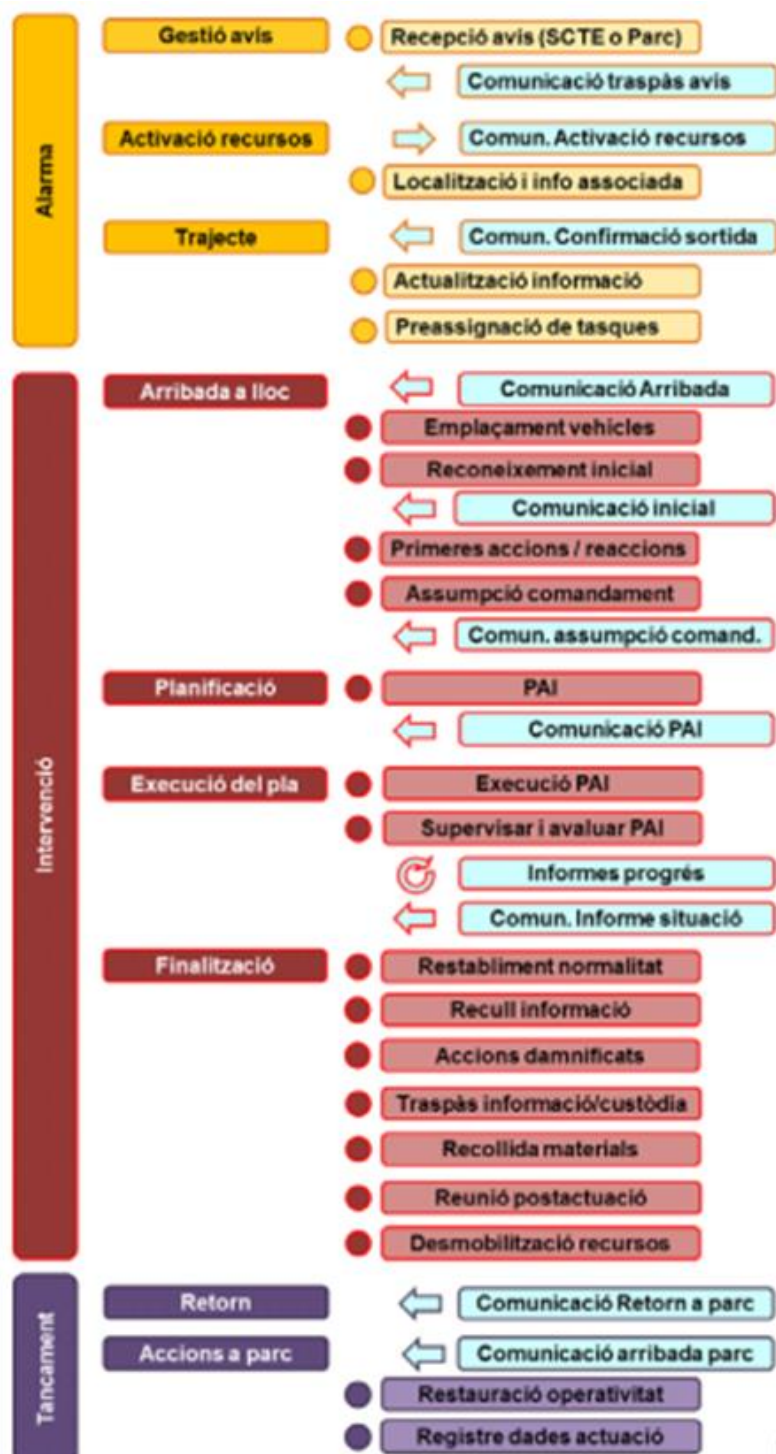 Alarma
Gestió avis
Recepció avis (SCTE o Parc)
Comunicació traspàs avis
Activació recursos
Comun. Activació recursos
Localització i info associada
Trajecte
Comun. Confirmació sortida
Actualització informació
Preassignació de tasques
Intervenció
Arribada a lloc
Comunicació Arribada
Emplaçament vehicles
Reconeixement inicial
Comunicació inicial
Primeres accions / reaccions
Assumpció comandament
Comun. assumpció comand.
Planificació
PAI
Comunicació PAI
Execució del pla
Execució PAI
Supervisar i avaluar PAI
Informes progrés
Comun. Informe situació
Finalització
Restabliment normalitat
Recull informació
Accions damnificats
Traspàs informació/custòdia
Recollida materials
Reunió postactuació
Desmobilització recursos
Tancament
Retorn
Comunicació Retorn a parc
Accions a parc
Comunicació arribada parc
Restauració operativitat
Registre dades actuació